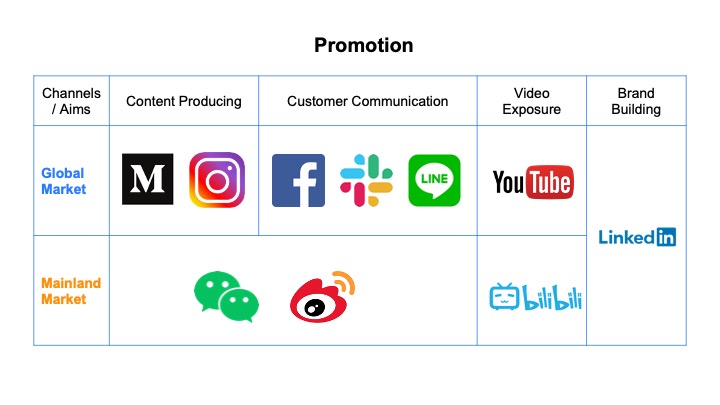 Promotion
Channels
/ Aims
Content Producing
Customer Communication
Video
Exposure
Brand
Building
Global
Market
M
f
LINE
YouTube
LinkedIn
Mainland
Market
bilibili